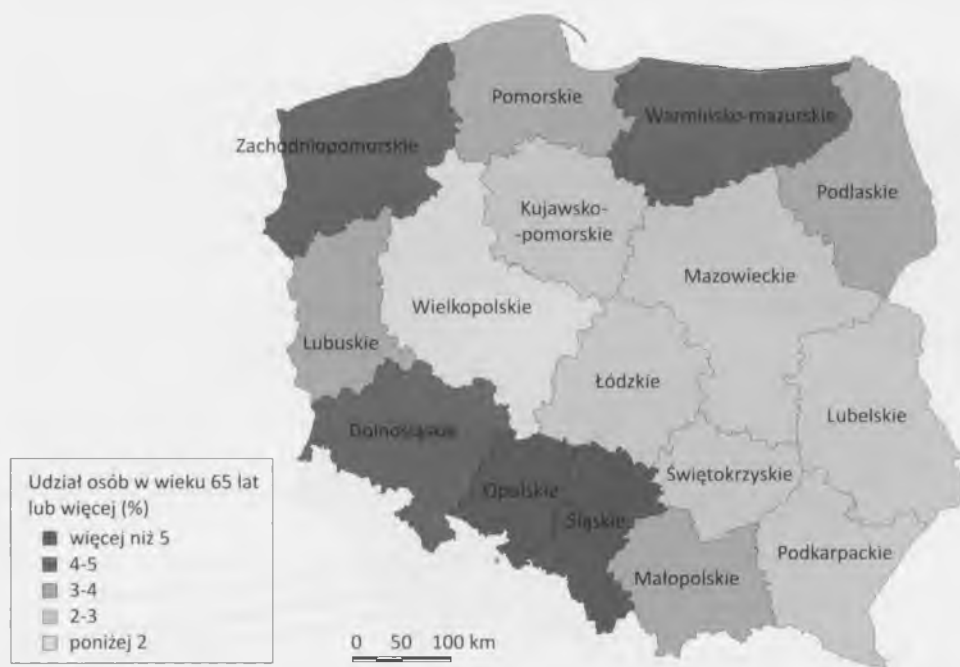 Pomorskie
Warmińsko-mazurskie
Zachodniopomorskie
Podlaskie
Kujawsko-
-pomorskie
Mazowieckie
Wielkopolskie
Lubuskie
Łódzkie
Lubelskie
Dolnośląskie
Świętokrzyskie
Opolskie
Śląskie
Podkarpackie
Małopolskie
Udział osób w wieku 65 lat
lub więcej (%)
więcej niż 5
4-5
3-4
2-3
poniżej 2
0 50 100 km